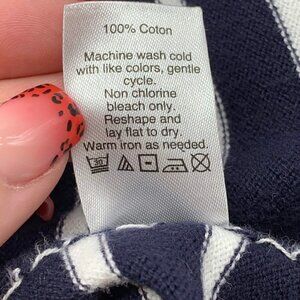 100% Coton
Machine wash cold
with like colors, gentle
cycle.
Non chlorine
bleach only.
Reshape and
lay flat to dry.
Warm iron as needed.